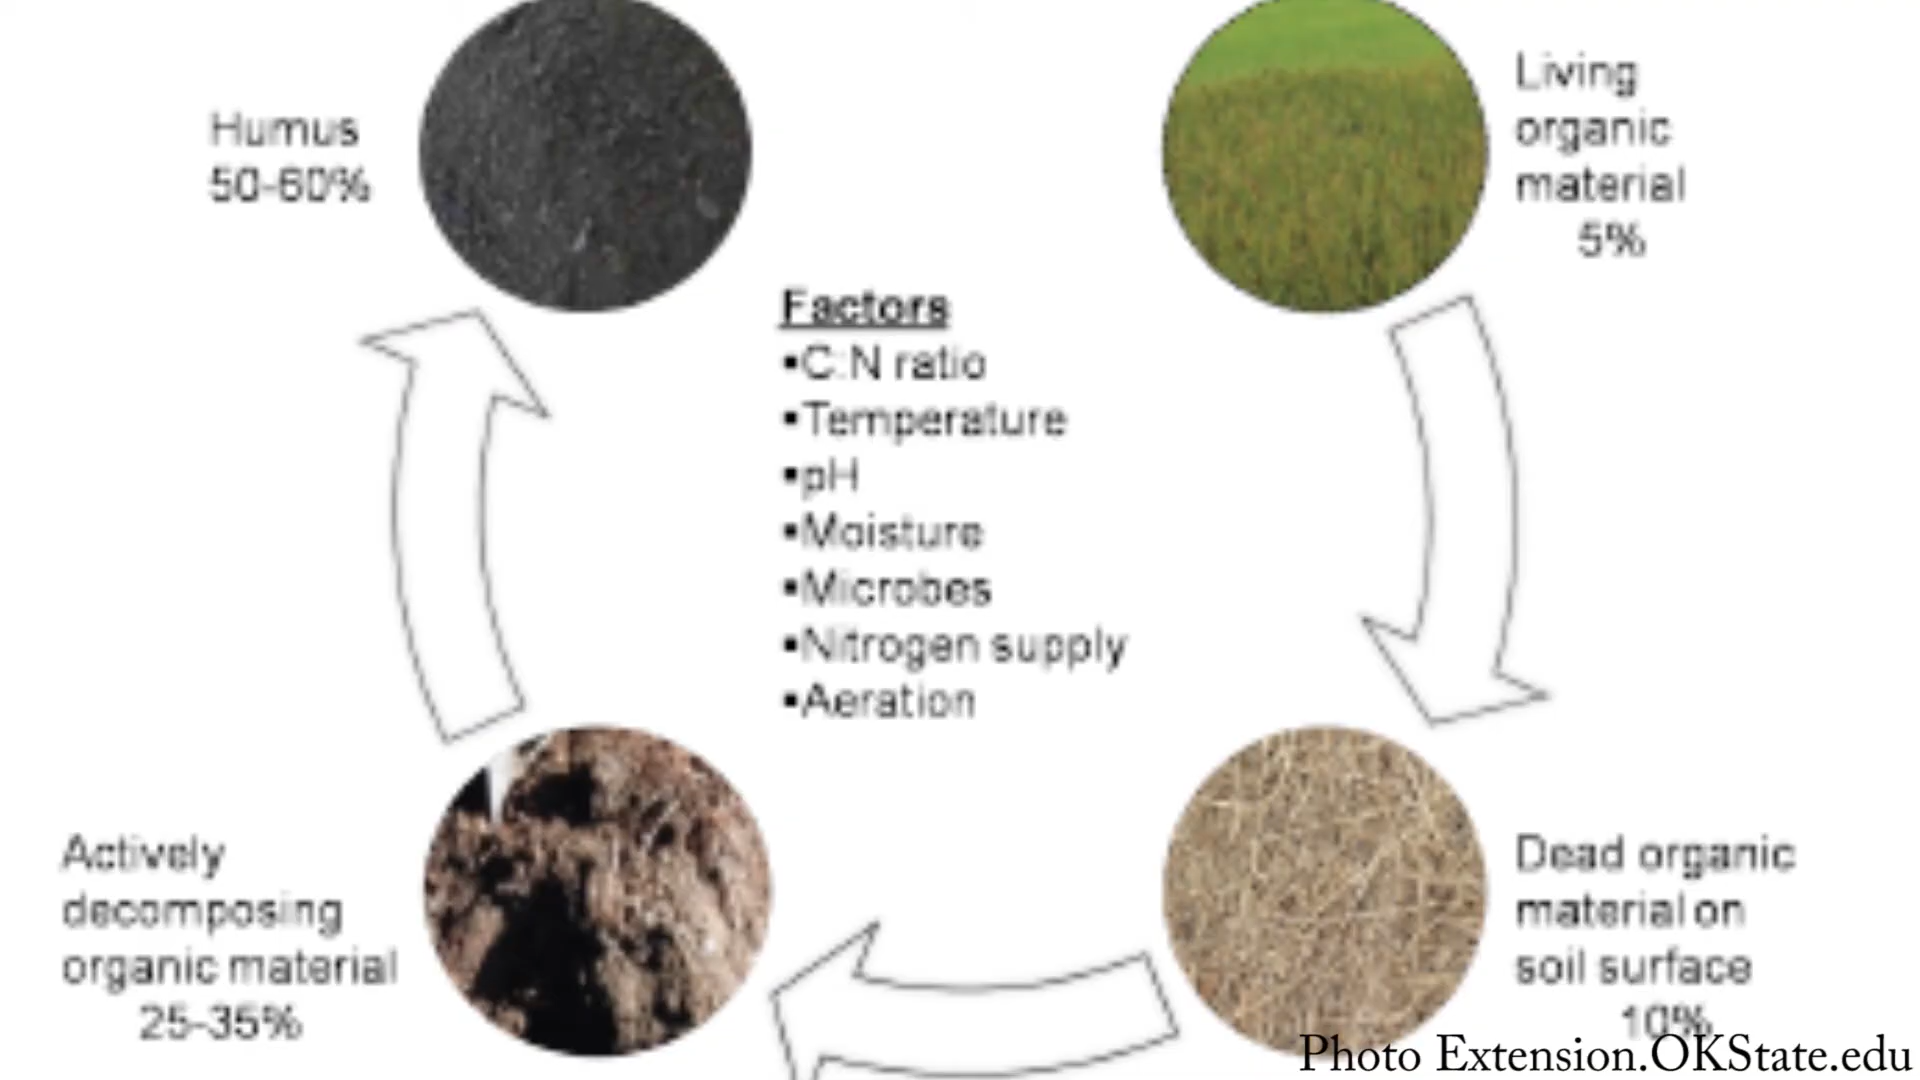 Humus
50-60%
Living
organic
material
5%
Factors
▪C:N ratio
▪Temperature
▪pH
▪Moisture
▪Microbes
▪Nitrogen supply
▪Aeration
Actively
decomposing
organic material
25-35%
Dead organic
material on
soil surface
10%
Photo Extension.OKState.edu